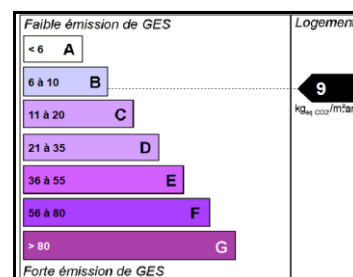 Faible émission de GES
Logement
< 6 A
6 à 10 B
9
kgeq CO2/m².an
11 à 20 C
21 à 35 D
36 à 55 E
56 à 80 F
> 80 G
Forte émission de GES